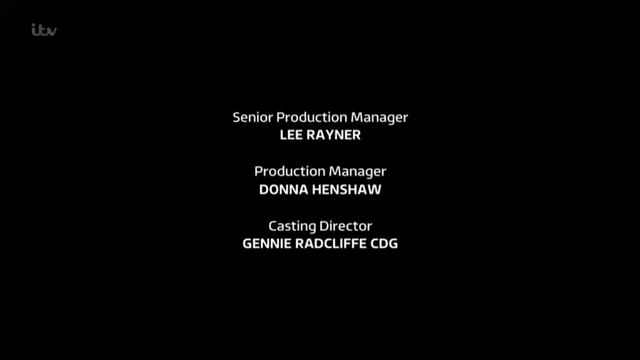 itv
Senior Production Manager
LEE RAYNER
Production Manager
DONNA HENSHAW
Casting Director
GENNIE RADCLIFFE CDG